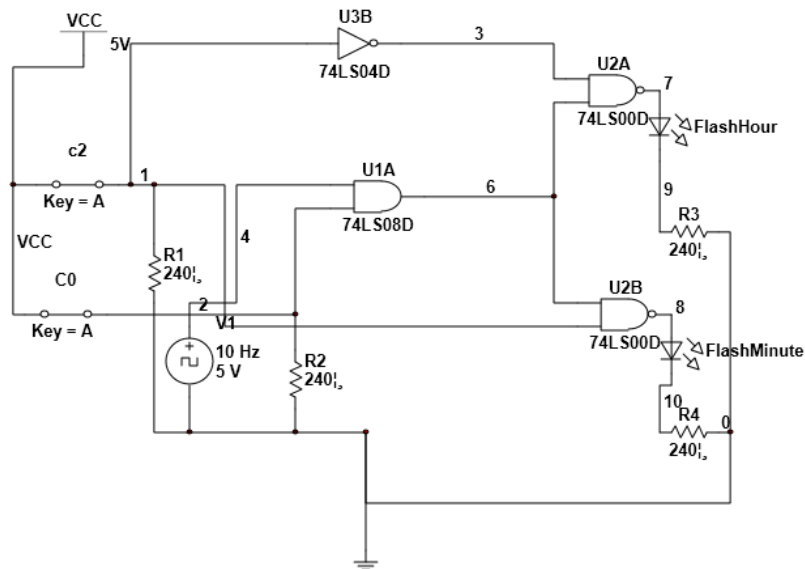 VCC
5V
U3B
3
74LS04D
U2A
7
74LS00D
FlashHour
c2
1
Key = A
U1A
6
74LS08D
4
9
R3
240
VCC
R1
240
C0
Key = A
2
V1
10 Hz
5 V
R2
240
U2B
8
74LS00D
FlashMinute
10
R4
240
0